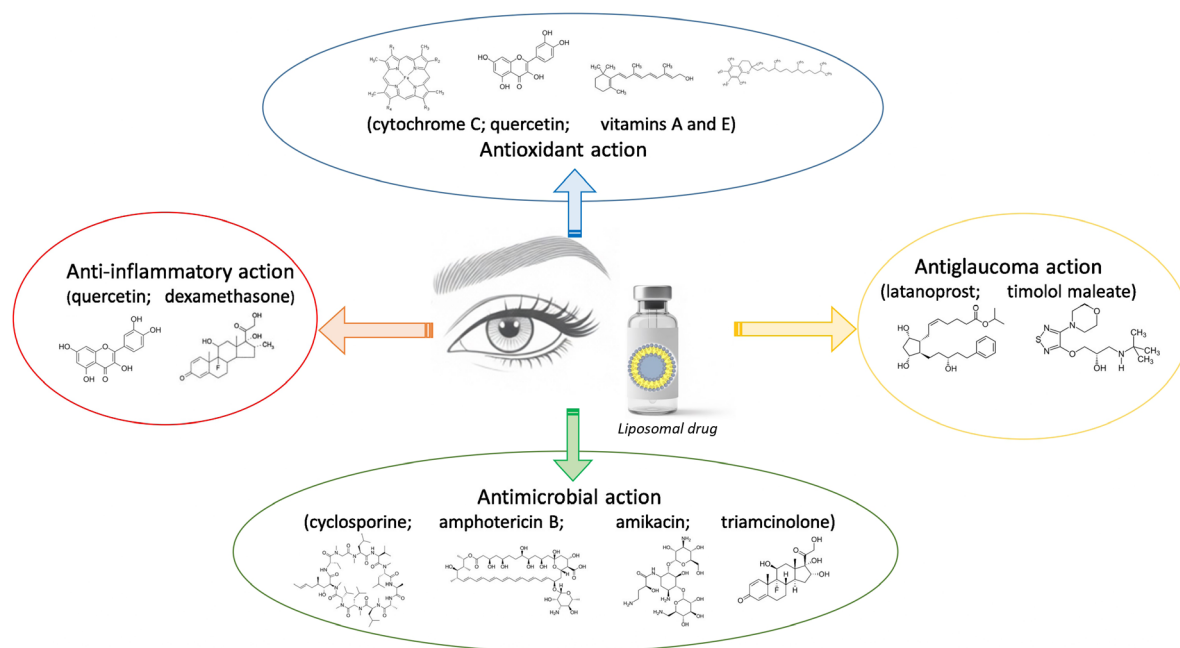 (cytochrome C; quercetin; vitamins A and E)
Antioxidant action
Anti-inflammatory action
(quercetin; dexamethasone)
Antiglaucoma action
(latanoprost; timolol maleate)
Liposomal drug
Antimicrobial action
(cyclosporine; amphotericin B; amikacin; triamcinolone)